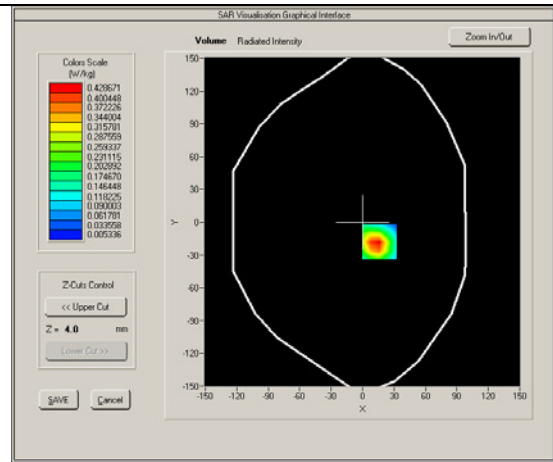 SAR Visualisation Graphical Interface
Volume Radiated Intensity
Zoom In/Out
Colors Scale
(W/kg)
0.428671
0.400448
0.372226
0.344004
0.315781
0.287559
0.259337
0.231115
0.202892
0.174670
0.146448
0.118225
0.090003
0.061781
0.033558
0.005336
Z-Cuts Control
<< Upper Cut
Z = 4.0 mm
Lower Cut >>
SAVE Cancel
150
120
90
60
30
0
-30
-60
-90
-120
-150
Y
-150 -120 -90 -60 -30 0 30 60 90 120 150
X